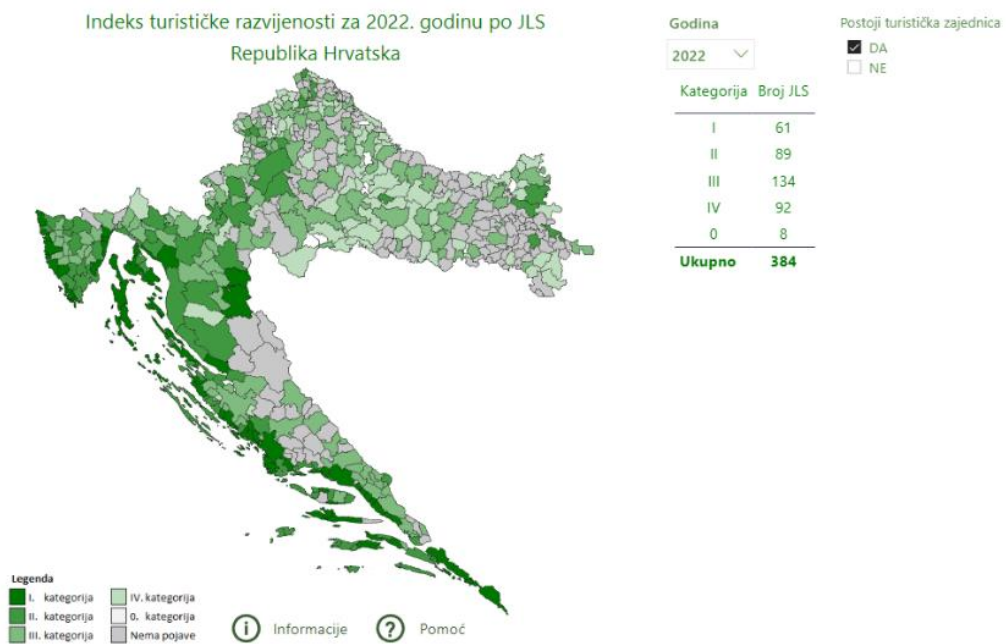 Indeks turističke razvijenosti za 2022. godinu po JLS
Republika Hrvatska
Godina
2022
Postoji turistička zajednica
DA
NE
Kategorija Broj JLS
I 61
II 89
III 134
IV 92
0 8
Ukupno 384
Legenda
I. kategorija
II. kategorija
III. kategorija
IV. kategorija
0. kategorija
Nema pojave
Informacije
Pomoć